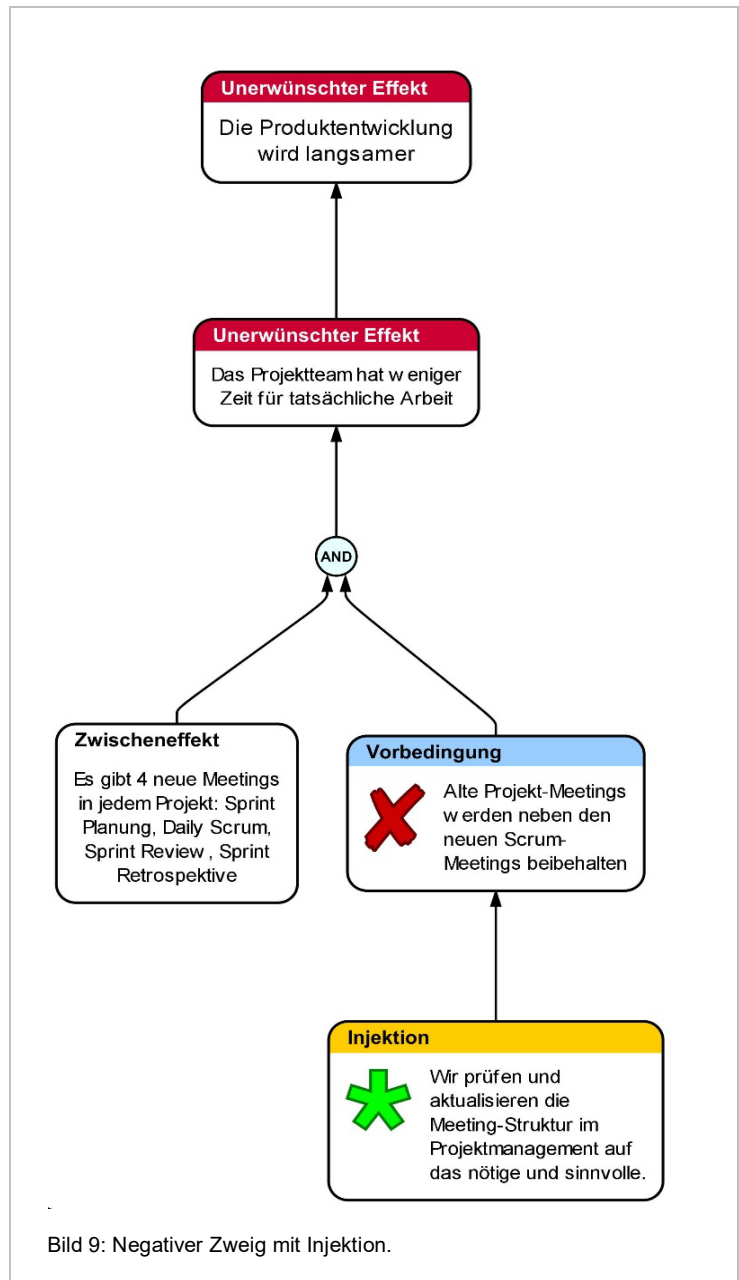 Unerwünschter Effekt
Die Produktentwicklung
wird langsamer
Unerwünschter Effekt
Das Projektteam hat weniger
Zeit für tatsächliche Arbeit
AND
Zwischeneffekt
Es gibt 4 neue Meetings
in jedem Projekt: Sprint
Planung, Daily Scrum,
Sprint Review , Sprint
Retrospektive
Vorbedingung
Alte Projekt-Meetings
werden neben den
neuen Scrum-
Meetings beibehalten
Injektion
Wir prüfen und
aktualisieren die
Meeting-Struktur im
Projektmanagement auf
das nötige und sinnvolle.
Bild 9: Negativer Zweig mit Injektion.